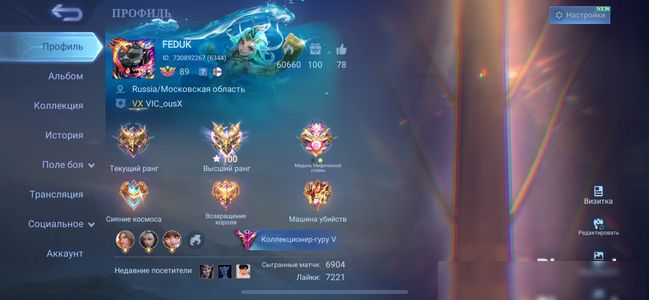 ПРОФИЛЬ
NEW
Настройки
Профиль
Альбом
Коллекция
История
Поле боя
Трансляция
Социальное
Аккаунт
FEDUK
ID: 730892267 (6344)
89
60660
100
78
Russia/Московская область
VX VIC_ousX
Текущий ранг
100
Высший ранг
Медаль Мифической славы
Сияние космоса
Возвращение короля
Машина убийств
Коллекционер-гуру V
Недавние посетители
Сыгранные матчи: 6904
Лайки: 7221
Визитка
Редактировать